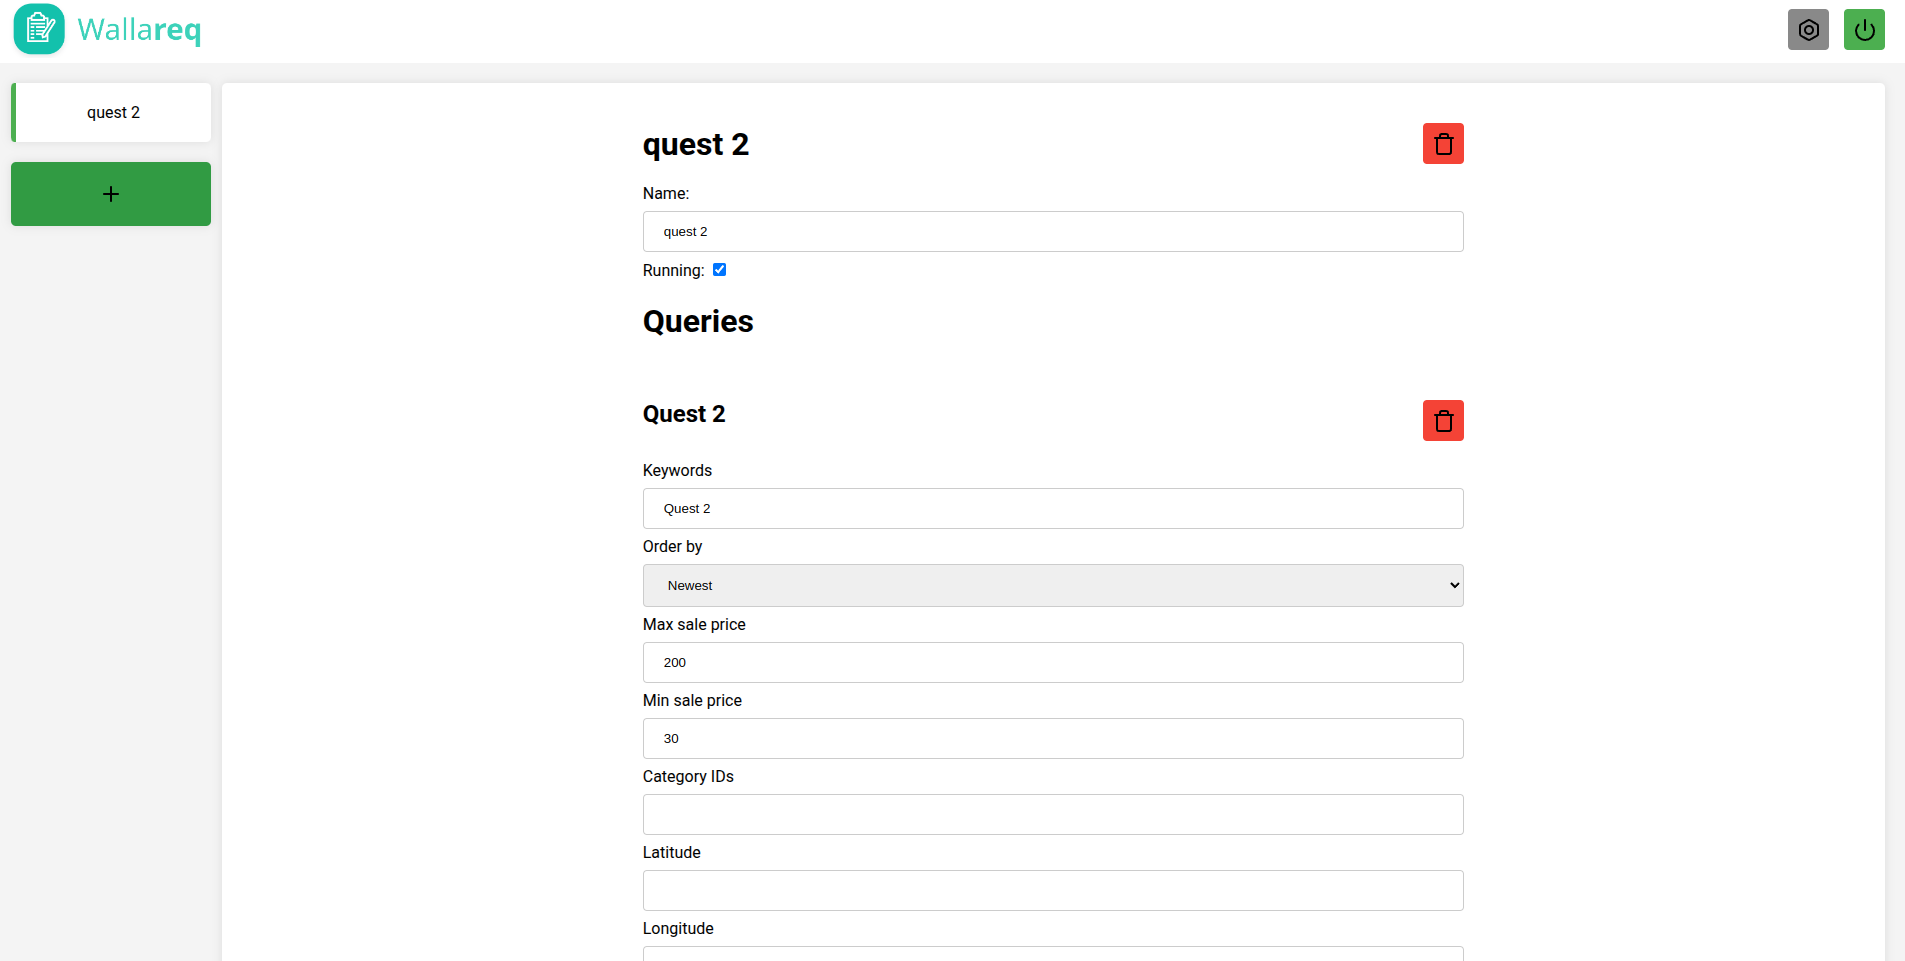 Wallareq
quest 2
quest 2
Name:
quest 2
Running:
Queries
Quest 2
Keywords
Quest 2
Order by
Newest
Max sale price
200
Min sale price
30
Category IDs
Latitude
Longitude